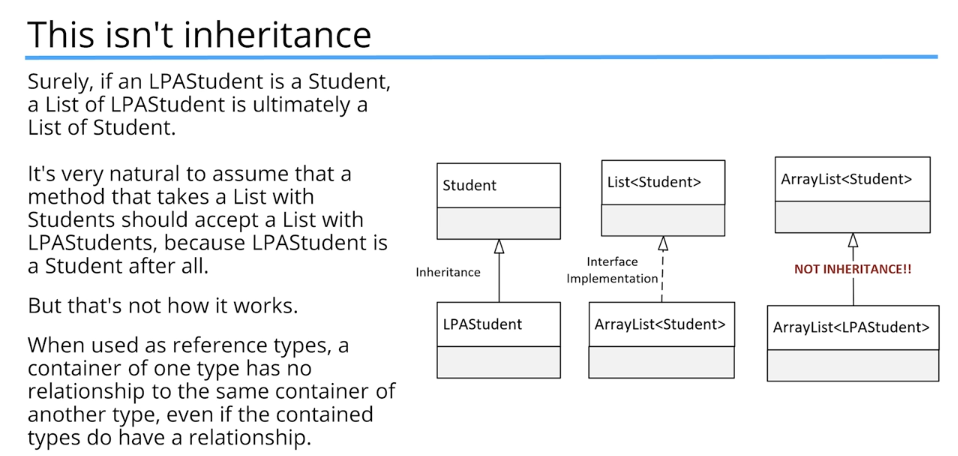 This isn't inheritance
Surely, if an LPAStudent is a Student,
a List of LPAStudent is ultimately a
List of Student.
It's very natural to assume that a
method that takes a List with
Students should accept a List with
LPAStudents, because LPAStudent is
a Student after all.
But that's not how it works.
When used as reference types, a
container of one type has no
relationship to the same container of
another type, even if the contained
types do have a relationship.
Student
Inheritance
LPAStudent
List<Student>
Interface
Implementation
ArrayList<Student>
ArrayList<Student>
NOT INHERITANCE!!
ArrayList<LPAStudent>